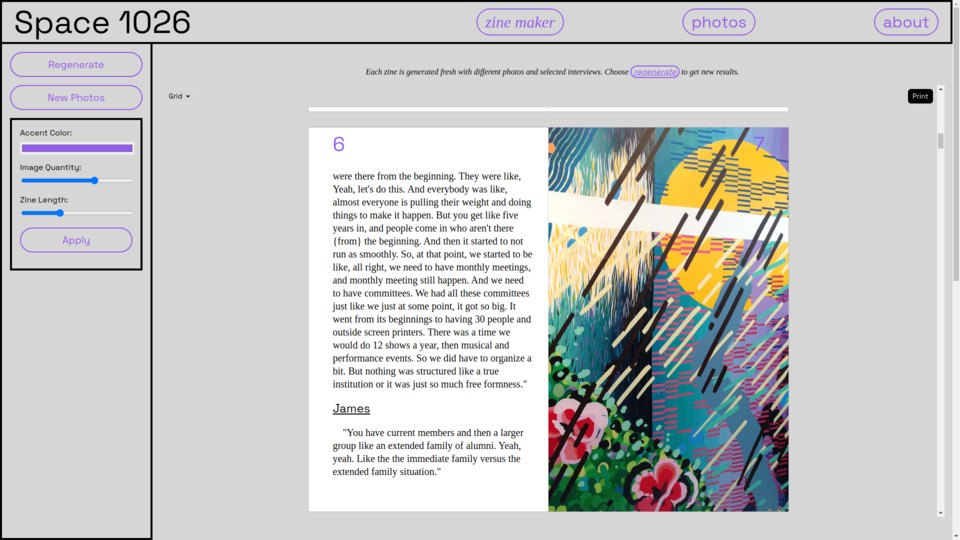 Space 1026
zine maker
photos
about
Regenerate
New Photos
Accent Color:
Image Quantity:
Zine Length:
Apply
Each zine is generated fresh with different photos and selected interviews. Choose regenerate to get new results.
Grid
Print
6
were there from the beginning. They were like,
Yeah, let's do this. And everybody was like,
almost everyone is pulling their weight and doing
things to make it happen. But you get like five
years in, and people come in who aren't there
{from} the beginning. And then it started to not
run as smoothly. So, at that point, we started to be
like, all right, we need to have monthly meetings,
and monthly meeting still happen. And we need
to have committees. We had all these committees
just like we just at some point, it got so big. It
went from its beginnings to having 30 people and
outside screen printers. There was a time we
would do 12 shows a year, then musical and
performance events. So we did have to organize a
bit. But nothing was structured like a true
institution or it was just so much free formness."
James
"You have current members and then a larger
group like an extended family of alumni. Yeah,
yeah. Like the the immediate family versus the
extended family situation."
7